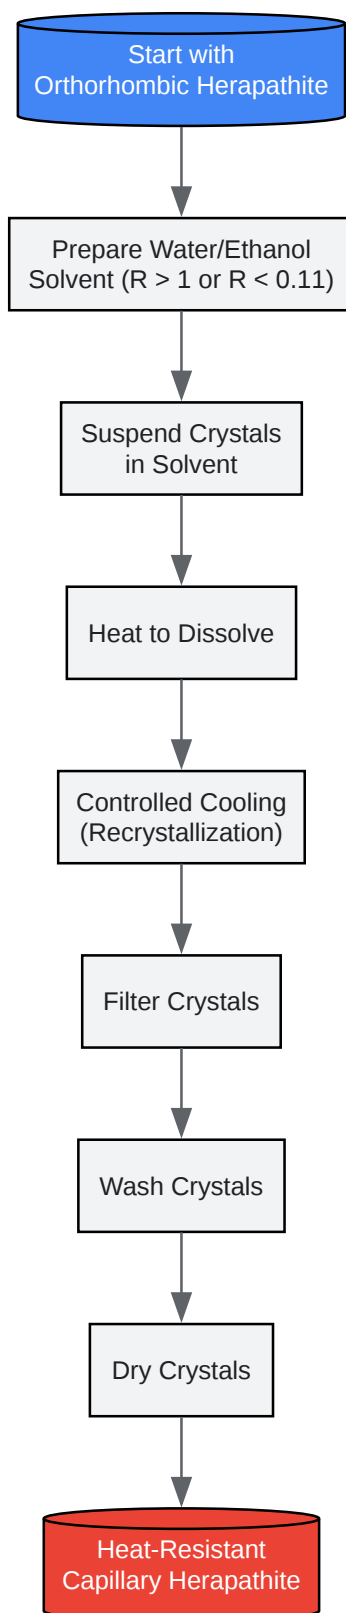 Start with
Orthorhombic Herapathite
Prepare Water/Ethanol
Solvent (R > 1 or R < 0.11)
Suspend Crystals
in Solvent
Heat to Dissolve
Controlled Cooling
(Recrystallization)
Filter Crystals
Wash Crystals
Dry Crystals
Heat-Resistant
Capillary Herapathite